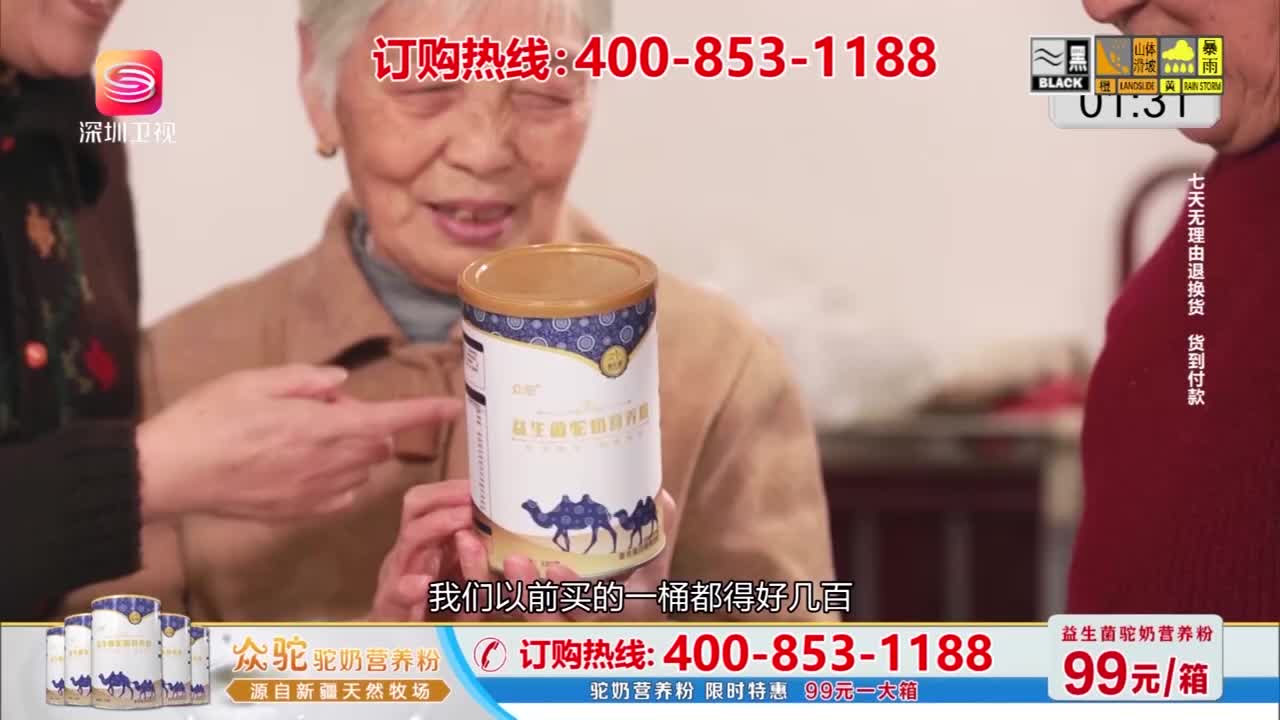 订购热线:400-853-1188
深圳卫视
黑
BLACK
山体滑坡
橙 LANDSLIDE
暴雨
黄 RAIN STORM
01:31
七天无理由退换货 货到付款
益生菌驼奶营养粉
我们以前买的一桶都得好几百
众驼 驼奶营养粉
源自新疆天然牧场
订购热线:400-853-1188
驼奶营养粉 限时特惠 99元一大箱
益生菌驼奶营养粉
99元/箱